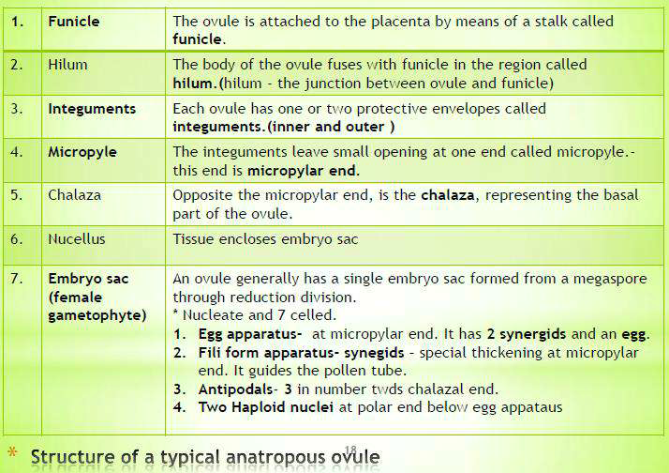 1. Funicle The ovule is attached to the placenta by means of a stalk called
funicle.
2. Hilum The body of the ovule fuses with funicle in the region called
hilum.(hilum - the junction between ovule and funicle)
3. Integuments Each ovule has one or two protective envelopes called
integuments.(inner and outer )
4. Micropyle The integuments leave small opening at one end called micropyle.-
this end is micropylar end.
5. Chalaza Opposite the micropylar end, is the chalaza, representing the basal
part of the ovule.
6. Nucellus Tissue encloses embryo sac
7. Embryo sac An ovule generally has a single embryo sac formed from a megaspore
(female through reduction division.
gametophyte) * Nucleate and 7 celled.
1. Egg apparatus- at micropylar end. It has 2 synergids and an egg.
2. Fili form apparatus- synegids - special thickening at micropylar
end. It guides the pollen tube.
3. Antipodals- 3 in number twds chalazal end.
4. Two Haploid nuclei at polar end below egg appataus
* Structure of a typical anatropous ovule
18